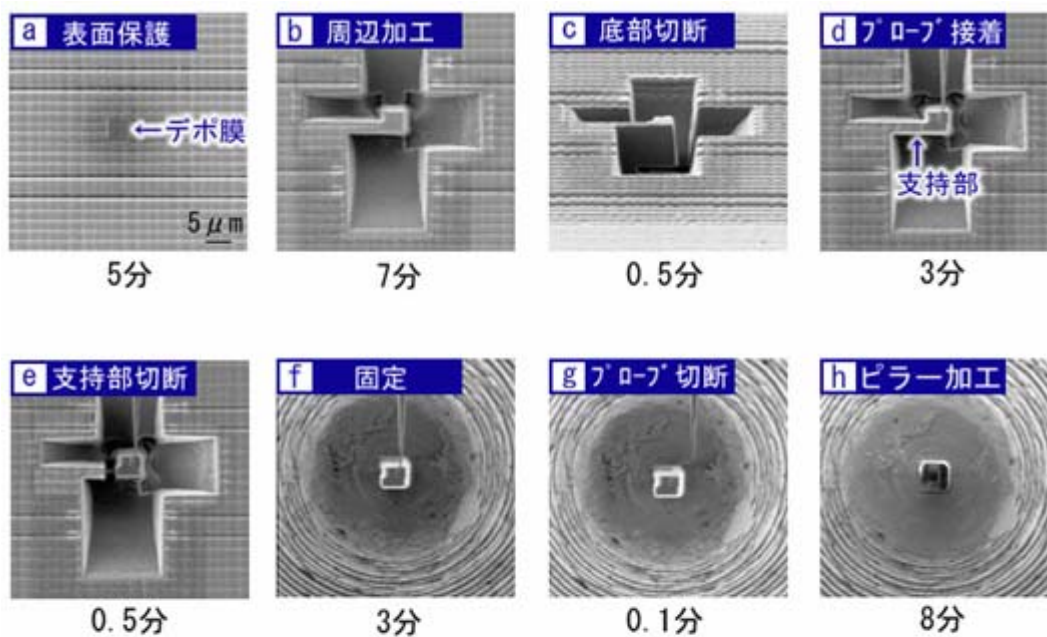 a 表面保護
←デポ膜
5μm
5分
b 周辺加工
7分
c 底部切断
0.5分
d プローブ接着
支持部
3分
e 支持部切断
0.5分
f 固定
3分
g プローブ切断
0.1分
h ピラー加工
8分